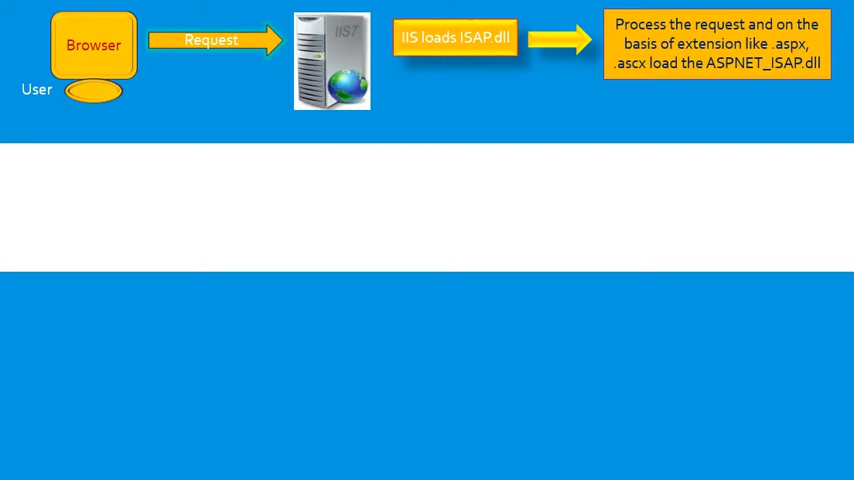 Browser
User
Request
IIS7
IIS loads ISAP.dll
Process the request and on the
basis of extension like .aspx,
.ascx load the ASPNET_ISAP.dll